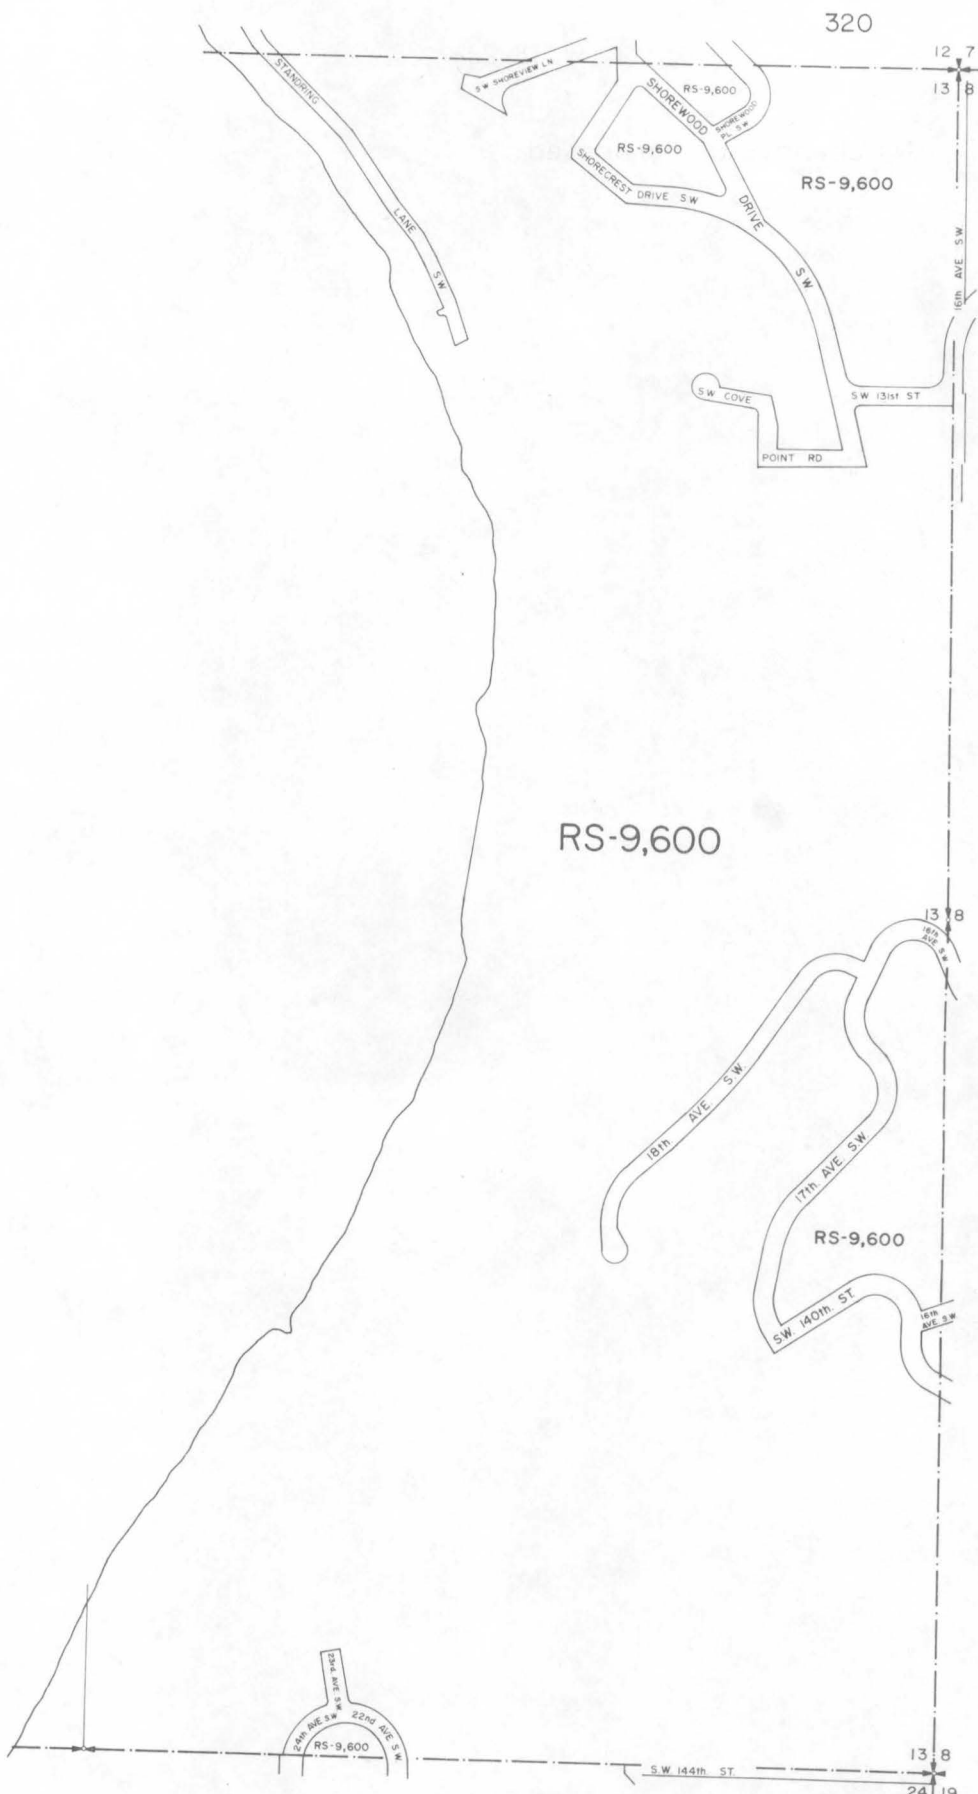 320
12 7
13 8
STANDRING
LANE
SW
SW SHOREVIEW LN
SHOREWOOD
DRIVE
SW
RS-9,600
SHOREWOOD
PL SW
RS-9,600
SHORECREST DRIVE SW
RS-9,600
16th AVE SW
SW 131st ST
SW COVE
POINT RD
RS-9,600
13 8
16th
AVE SW
18th AVE. S.W.
17th. AVE. S.W.
RS-9,600
SW. 140th. ST.
16th
AVE SW
23rd. AVE SW
24th AVE SW
22nd AVE SW
RS-9,600
S.W. 144th. ST.
13 8
24 19